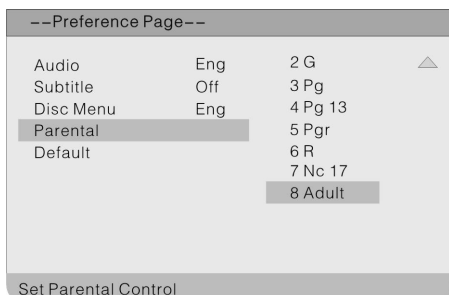 --Preference Page--
Audio Eng
Subtitle Off
Disc Menu Eng
Parental
Default
2 G
3 Pg
4 Pg 13
5 Pgr
6 R
7 Nc 17
8 Adult
Set Parental Control